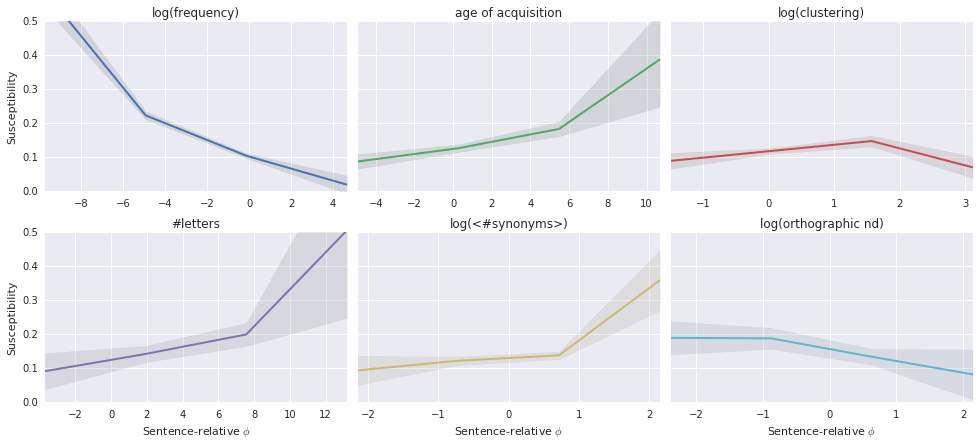 log(frequency) age of acquisition log(clustering)
0.5
0.4
0.3
0.2
0.1
0.0
Susceptibility
−8 −6 −4 −2 0 2 4 −4 −2 0 2 4 6 8 10 −1 0 1 2 3
#letters log(<#synonyms>) log(orthographic nd)
0.5
0.4
0.3
0.2
0.1
0.0
Susceptibility
−2 0 2 4 6 8 10 12 −2 −1 0 1 2 −2 −1 0 1 2
Sentence-relative ϕ Sentence-relative ϕ Sentence-relative ϕ